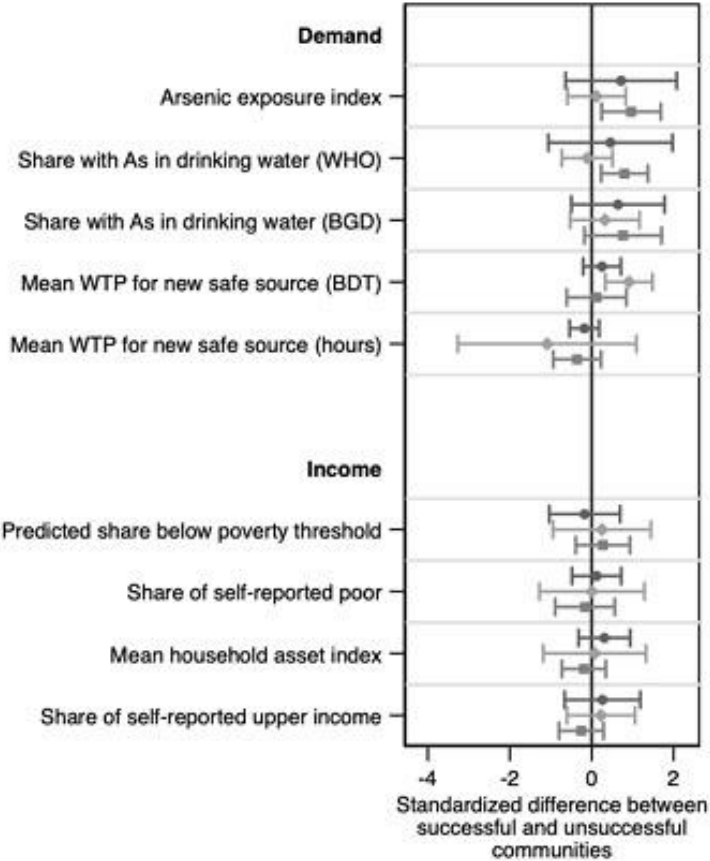 Demand
Arsenic exposure index
Share with As in drinking water (WHO)
Share with As in drinking water (BGD)
Mean WTP for new safe source (BDT)
Mean WTP for new safe source (hours)
Income
Predicted share below poverty threshold
Share of self-reported poor
Mean household asset index
Share of self-reported upper income
-4 -2 0 2
Standardized difference between
successful and unsuccessful
communities